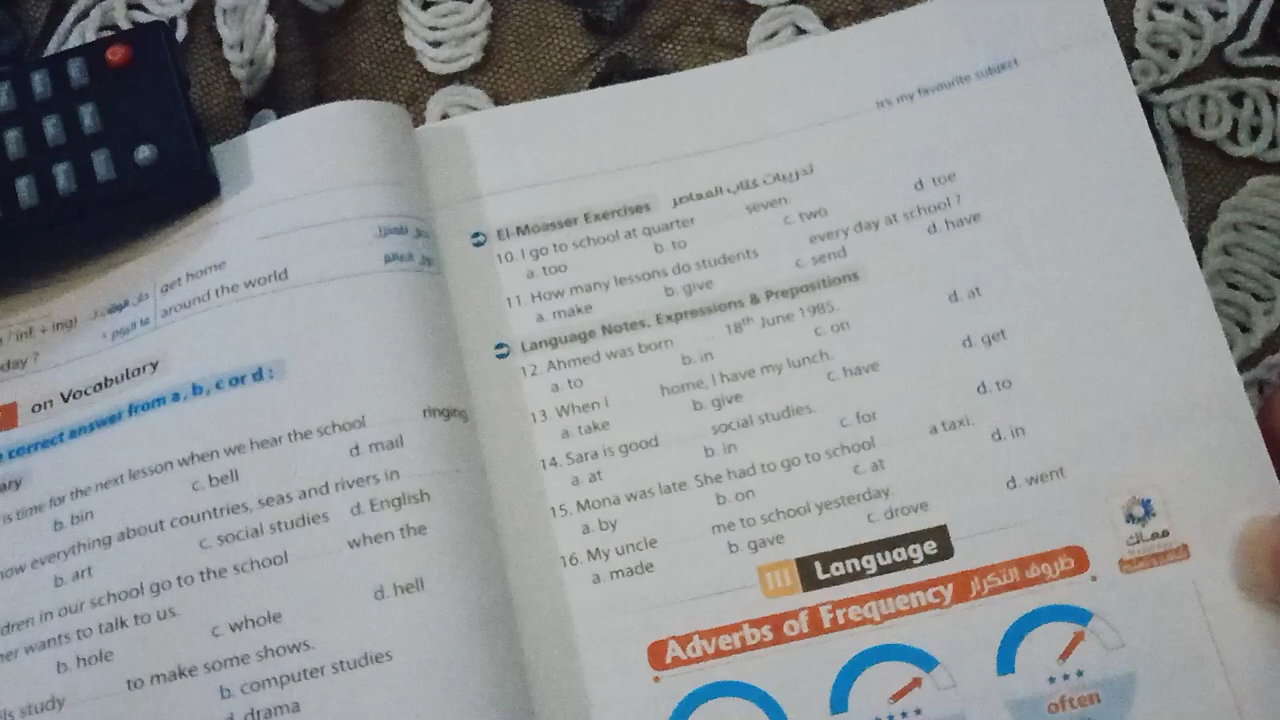 get home
around the world
/ inf. + ing)
day ?
on Vocabulary
correct answer from a, b, c or d :
ary
is time for the next lesson when we hear the school ringing
b. bin c. bell d. mail
now everything about countries, seas and rivers in
b. art c. social studies d. English
dren in our school go to the school when the
her wants to talk to us.
b. hole c. whole d. hell
ls study to make some shows.
b. computer studies
d. drama
It's my favourite subject
El-Moasser Exercises تدريبات كتاب المعاصر
10. I go to school at quarter seven.
a. too b. to c. two d. toe
11. How many lessons do students every day at school ?
a. make b. give c. send d. have
Language Notes, Expressions & Prepositions
12. Ahmed was born 18th June 1985.
a. to b. in c. on d. at
13. When I home, I have my lunch.
a. take b. give c. have d. get
14. Sara is good social studies.
a. at b. in c. for d. to
15. Mona was late. She had to go to school a taxi.
a. by b. on c. at d. in
16. My uncle me to school yesterday.
a. made b. gave c. drove d. went
III Language
Adverbs of Frequency ظروف التكرار
often